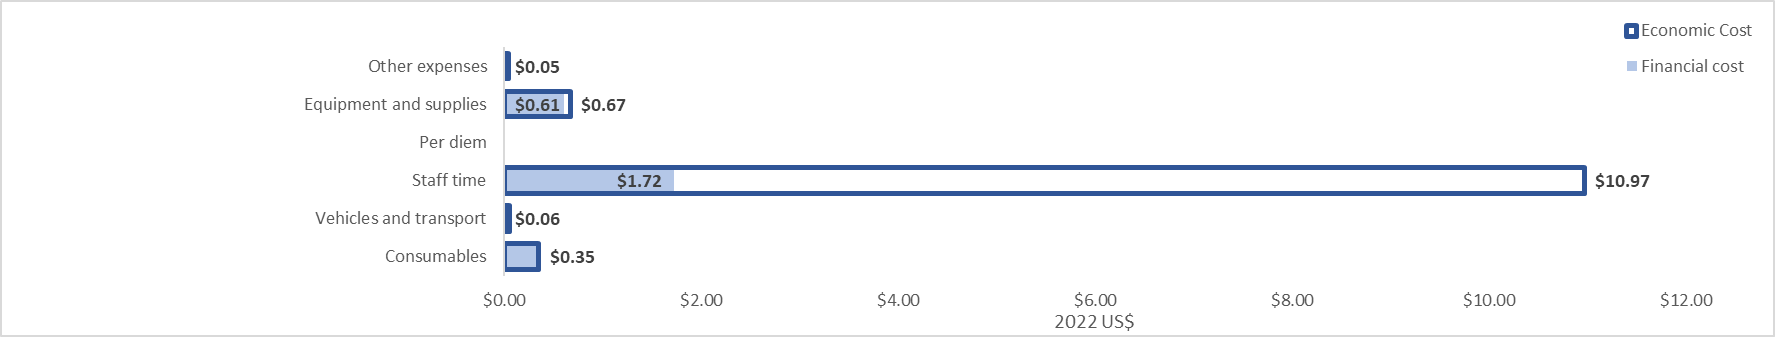 Economic Cost
Financial cost
Other expenses $0.05
Equipment and supplies $0.61 $0.67
Per diem
Staff time $1.72 $10.97
Vehicles and transport $0.06
Consumables $0.35
$0.00 $2.00 $4.00 $6.00 $8.00 $10.00 $12.00
2022 US$